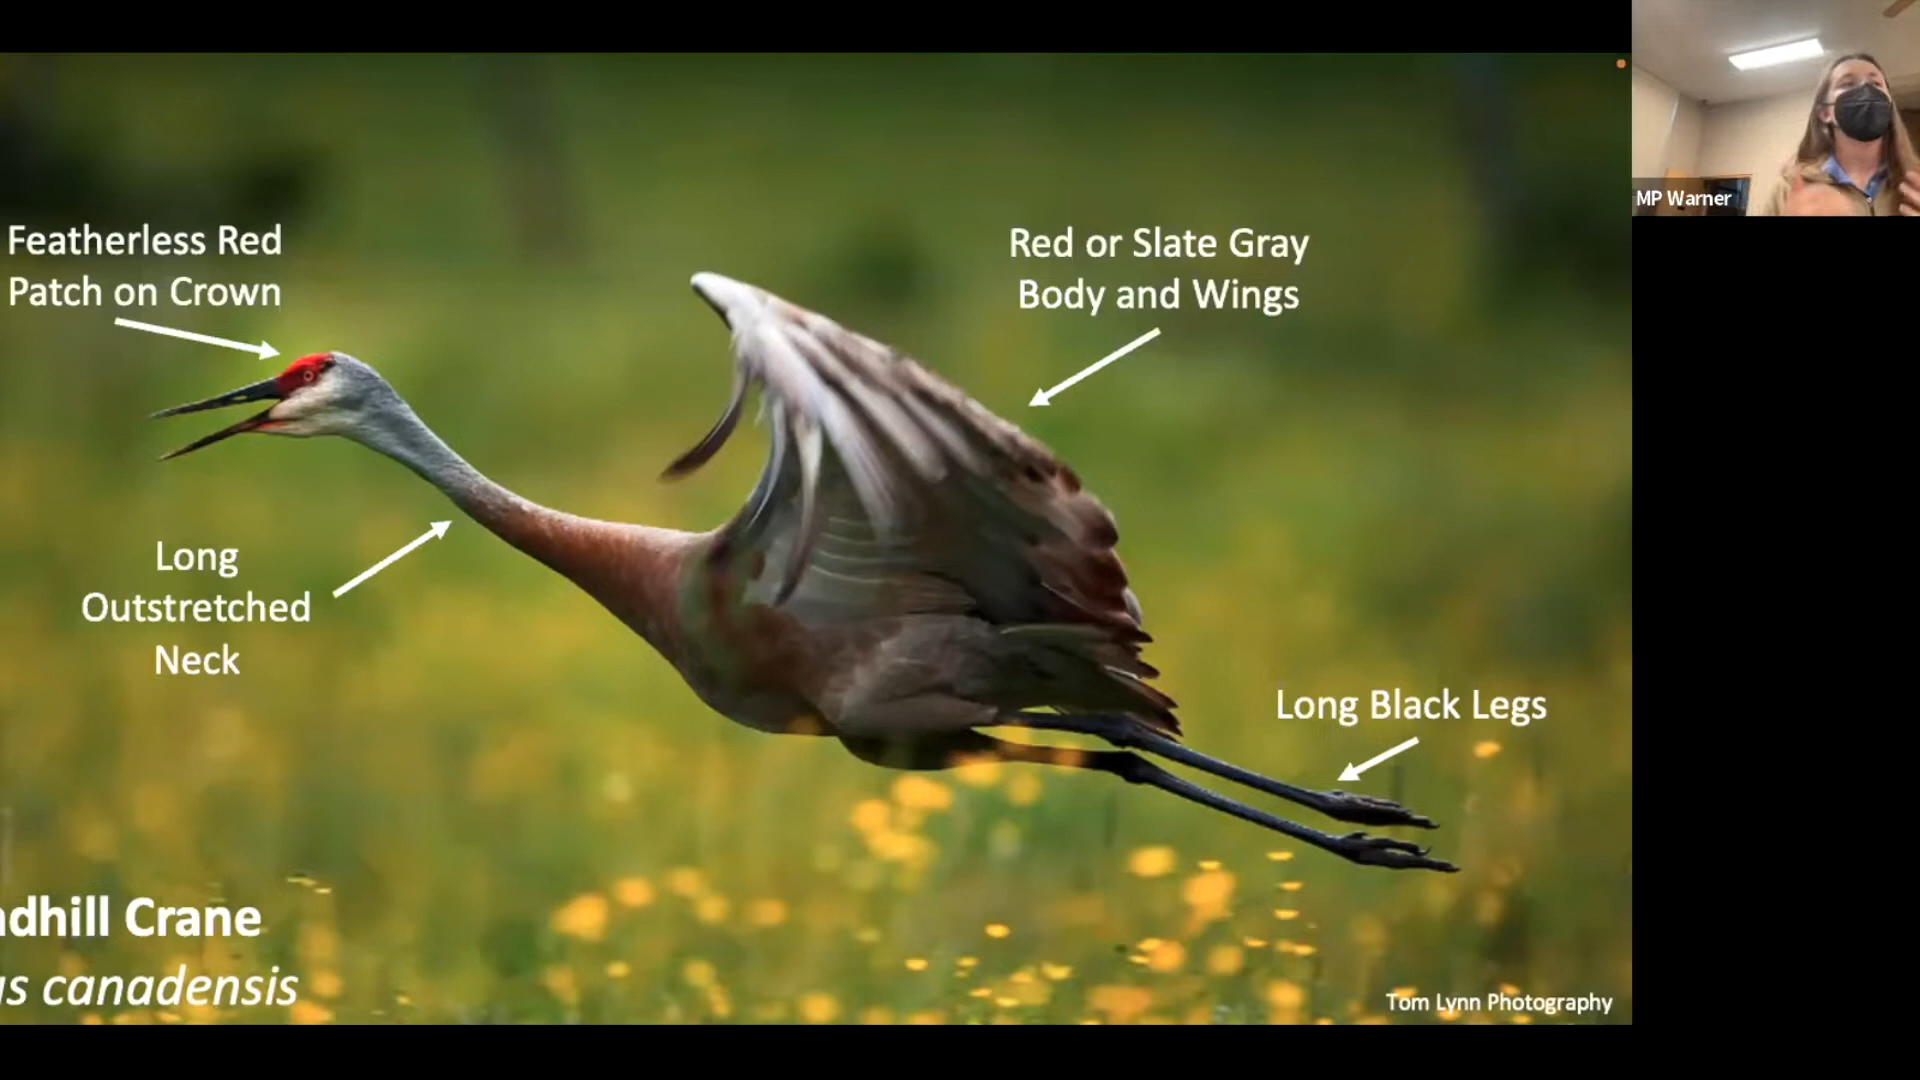 Featherless Red
Patch on Crown
Red or Slate Gray
Body and Wings
Long
Outstretched
Neck
Long Black Legs
Crane
canadensis
Tom Lynn Photography
MP Warner